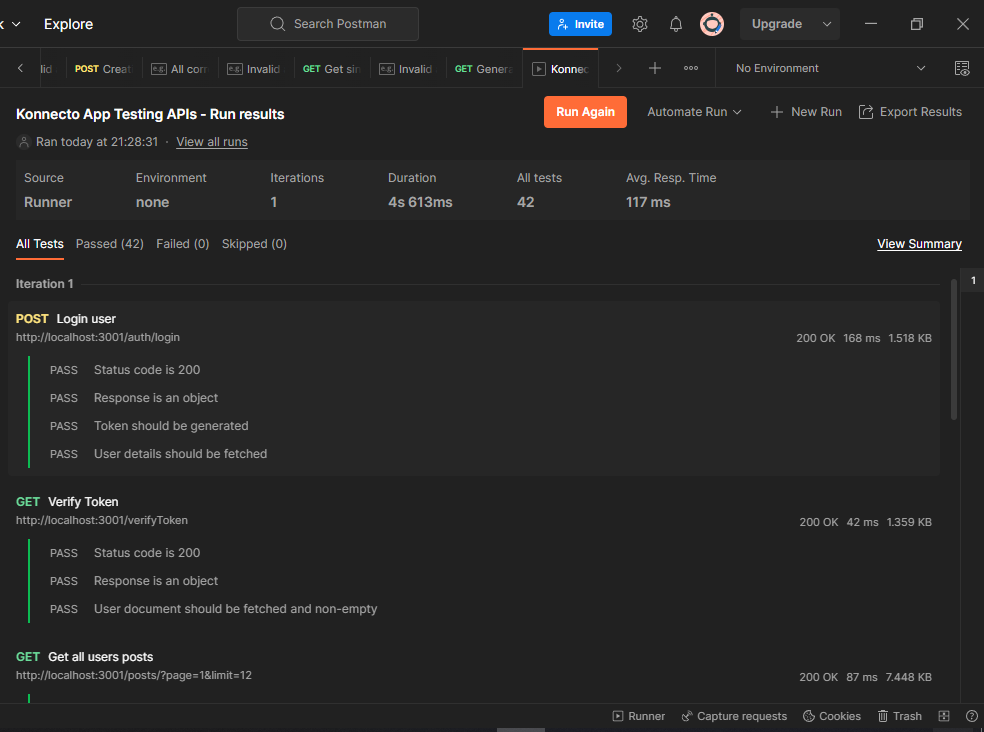 Explore
Search Postman
Invite
Upgrade
POST
e.g. All
e.g. Invalid
GET Get
e.g. Invalid
GET
No Environment
Konnecto App Testing APIs - Run results
Run Again
Automate Run
New Run
Export Results
Ran today at 21:28:31 · View all runs
Source Environment Iterations Duration All tests Avg. Resp. Time
Runner none 1 4s 613ms 42 117 ms
All Tests Passed (42) Failed (0) Skipped (0) View Summary
Iteration 1
1
POST Login user
http://localhost:3001/auth/login
200 OK 168 ms 1.518 KB
PASS Status code is 200
PASS Response is an object
PASS Token should be generated
PASS User details should be fetched
GET Verify Token
http://localhost:3001/verifyToken
200 OK 42 ms 1.359 KB
PASS Status code is 200
PASS Response is an object
PASS User document should be fetched and non-empty
GET Get all users posts
http://localhost:3001/posts/?page=1&limit=12
200 OK 87 ms 7.448 KB
Runner Capture requests Cookies Trash